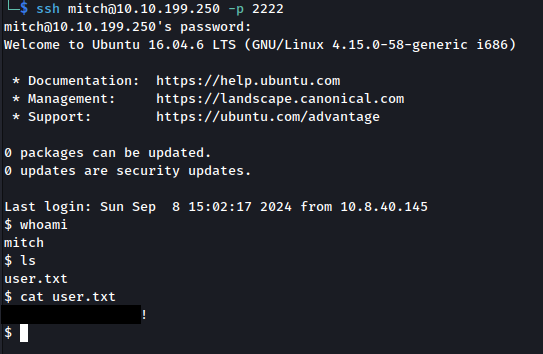 $ ssh mitch@10.10.199.250 -p 2222
mitch@10.10.199.250's password:
Welcome to Ubuntu 16.04.6 LTS (GNU/Linux 4.15.0-58-generic i686)
* Documentation:  https://help.ubuntu.com
* Management:     https://landscape.canonical.com
* Support:        https://ubuntu.com/advantage
0 packages can be updated.
0 updates are security updates.
Last login: Sun Sep  8 15:02:17 2024 from 10.8.40.145
$ whoami
mitch
$ ls
user.txt
$ cat user.txt
!
$